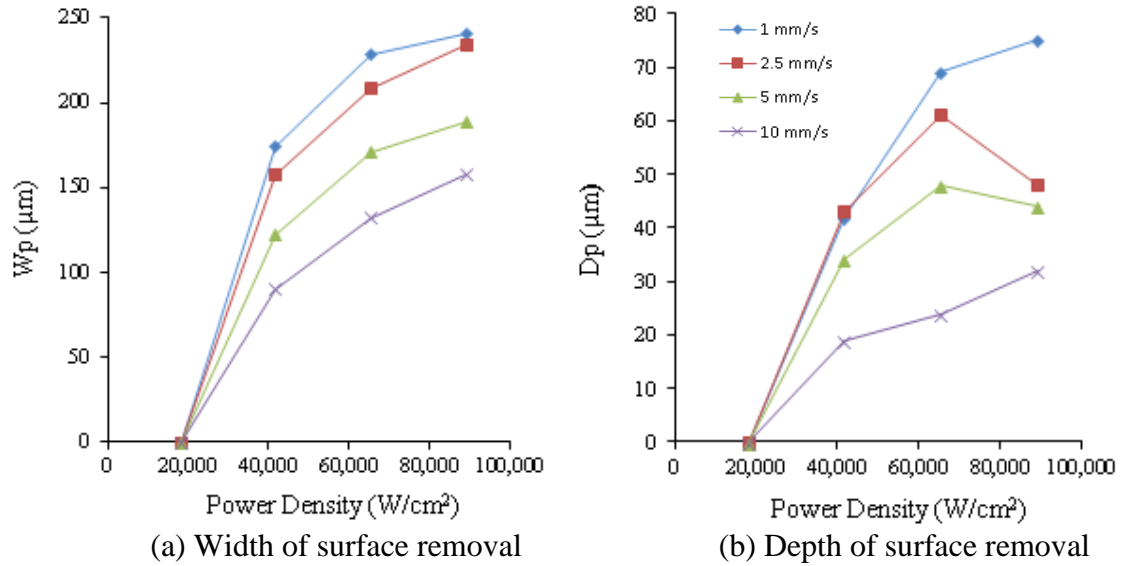 250
200
150
100
50
0
Wp (µm)
0 20,000 40,000 60,000 80,000 100,000
Power Density (W/cm²)
(a) Width of surface removal
80
70
60
50
40
30
20
10
0
Dp (µm)
1 mm/s
2.5 mm/s
5 mm/s
10 mm/s
0 20,000 40,000 60,000 80,000 100,000
Power Density (W/cm²)
(b) Depth of surface removal